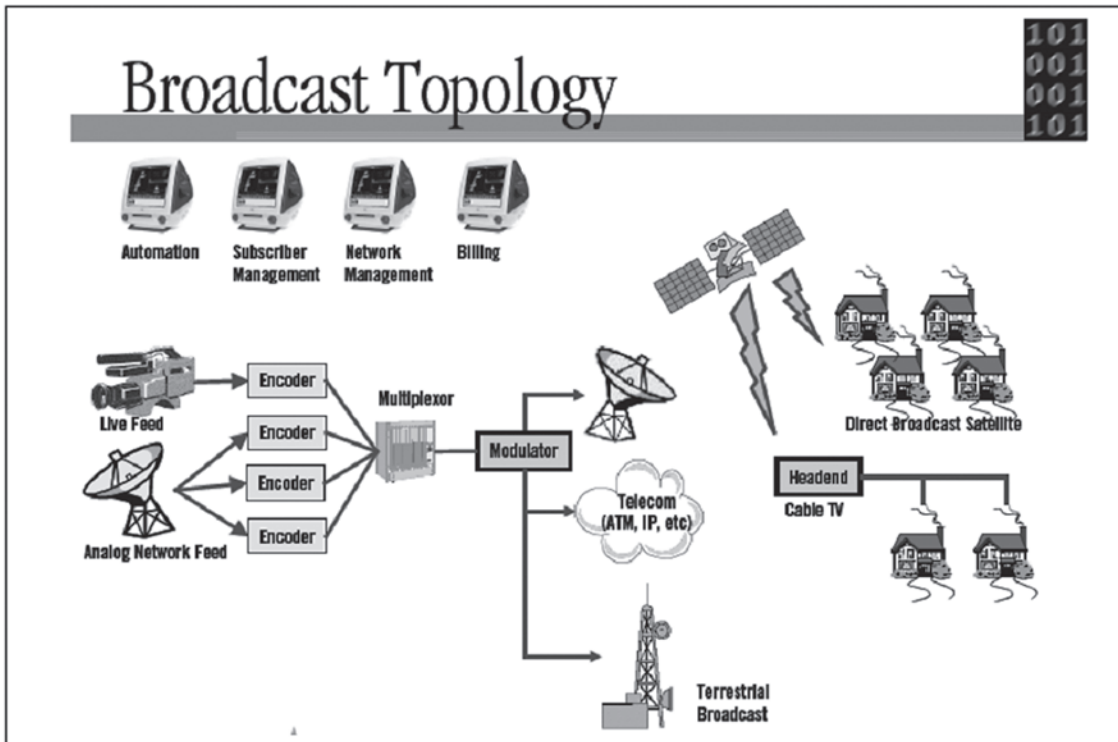 101
001
001
101
Broadcast Topology
Automation
Subscriber
Management
Network
Management
Billing
Encoder
Live Feed
Encoder
Encoder
Encoder
Analog Network Feed
Multiplexor
Modulator
Telecom
(ATM, IP, etc)
Terrestrial
Broadcast
Direct Broadcast Satellite
Headend
Cable TV